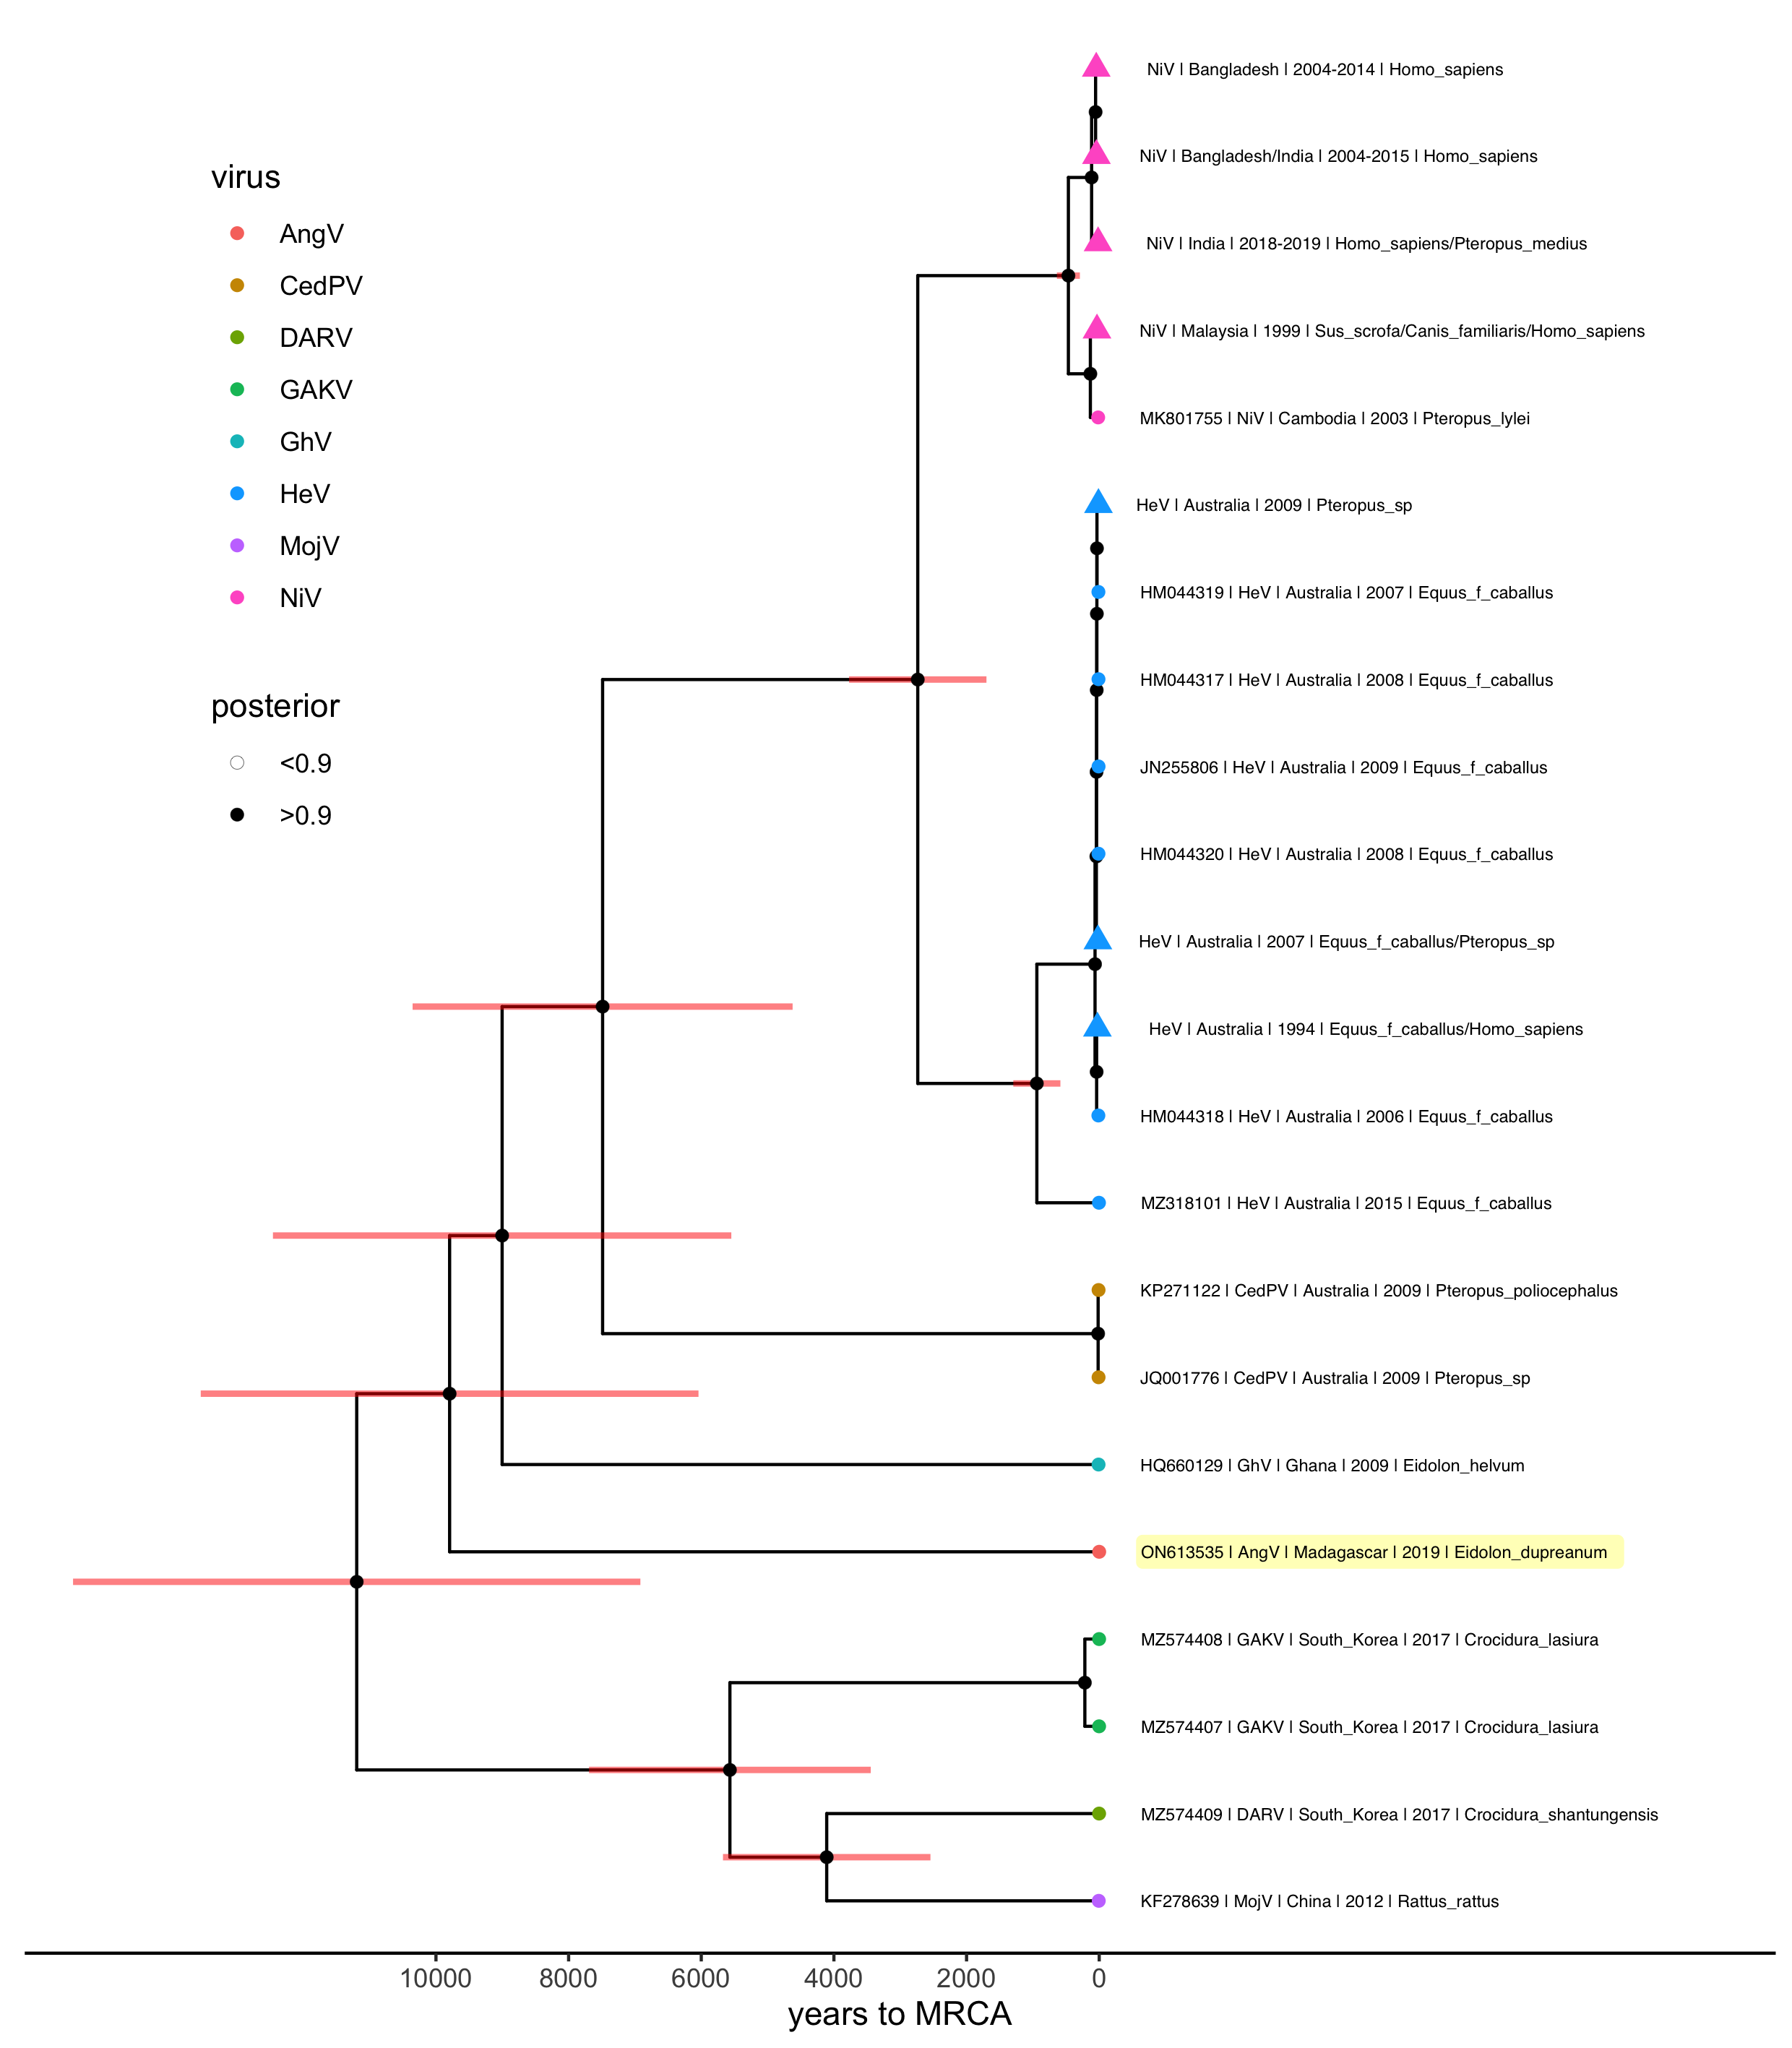 virus
AngV
CedPV
DARV
GAKV
GhV
HeV
MojV
NiV
posterior
<0.9
>0.9
NiV | Bangladesh | 2004-2014 | Homo_sapiens
NiV | Bangladesh/India | 2004-2015 | Homo_sapiens
NiV | India | 2018-2019 | Homo_sapiens/Pteropus_medius
NiV | Malaysia | 1999 | Sus_scrofa/Canis_familiaris/Homo_sapiens
MK801755 | NiV | Cambodia | 2003 | Pteropus_lylei
HeV | Australia | 2009 | Pteropus_sp
HM044319 | HeV | Australia | 2007 | Equus_f_caballus
HM044317 | HeV | Australia | 2008 | Equus_f_caballus
JN255806 | HeV | Australia | 2009 | Equus_f_caballus
HM044320 | HeV | Australia | 2008 | Equus_f_caballus
HeV | Australia | 2007 | Equus_f_caballus/Pteropus_sp
HeV | Australia | 1994 | Equus_f_caballus/Homo_sapiens
HM044318 | HeV | Australia | 2006 | Equus_f_caballus
MZ318101 | HeV | Australia | 2015 | Equus_f_caballus
KP271122 | CedPV | Australia | 2009 | Pteropus_poliocephalus
JQ001776 | CedPV | Australia | 2009 | Pteropus_sp
HQ660129 | GhV | Ghana | 2009 | Eidolon_helvum
ON613535 | AngV | Madagascar | 2019 | Eidolon_dupreanum
MZ574408 | GAKV | South_Korea | 2017 | Crocidura_lasiura
MZ574407 | GAKV | South_Korea | 2017 | Crocidura_lasiura
MZ574409 | DARV | South_Korea | 2017 | Crocidura_shantungensis
KF278639 | MojV | China | 2012 | Rattus_rattus
10000 8000 6000 4000 2000 0
years to MRCA